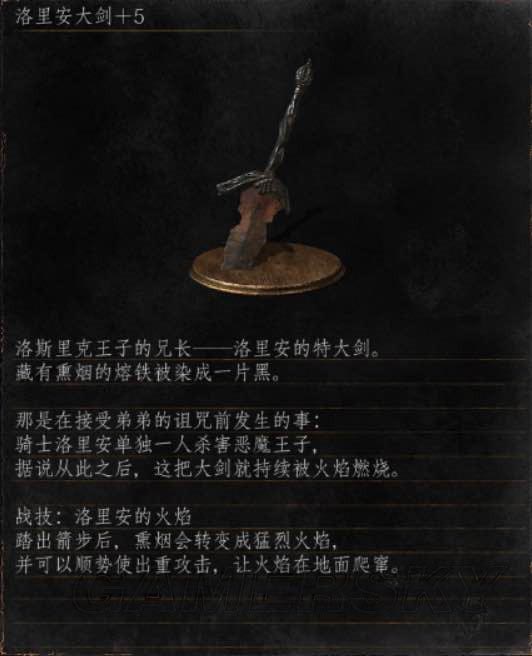 洛里安大剑+5
洛斯里克王子的兄长——洛里安的特大剑。
藏有熏烟的熔铁被染成一片黑。
那是在接受弟弟的诅咒前发生的事：
骑士洛里安单独一人杀害恶魔王子，
据说从此之后，这把大剑就持续被火焰燃烧。
战技：洛里安的火焰
踏出箭步后，熏烟会转变成猛烈火焰，
并可以顺势使出重攻击，让火焰在地面爬窜。
GAMERSKY